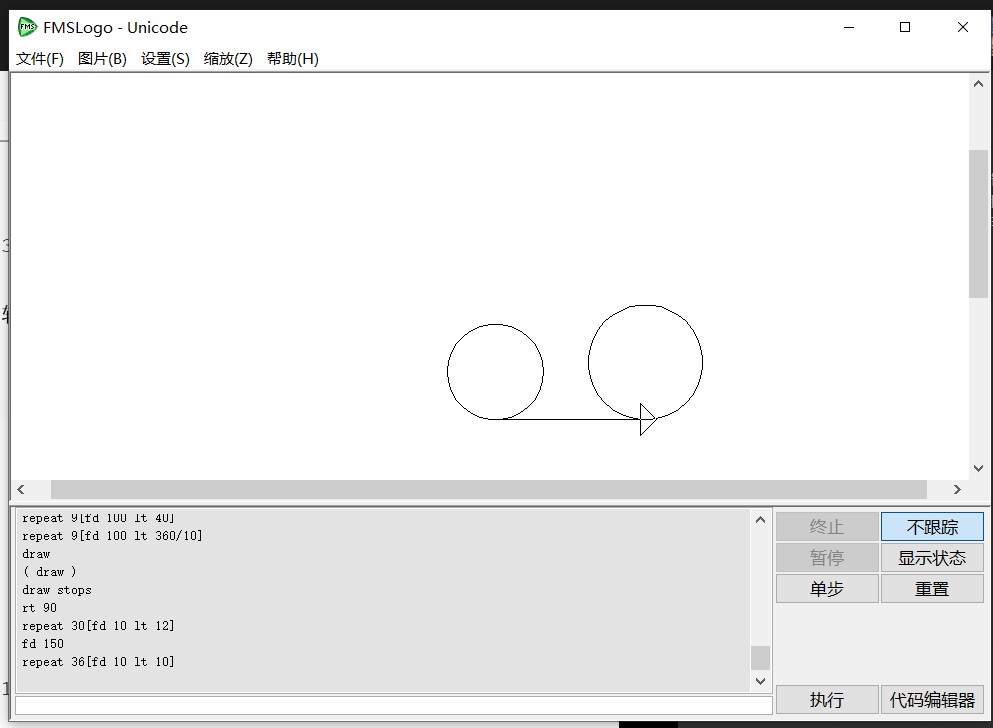 FMSLogo - Unicode
文件(F) 图片(B) 设置(S) 缩放(Z) 帮助(H)
repeat 9[fd 100 lt 40]
repeat 9[fd 100 lt 360/10]
draw
( draw )
draw stops
rt 90
repeat 30[fd 10 lt 12]
fd 150
repeat 36[fd 10 lt 10]
终止 不跟踪
暂停 显示状态
单步 重置
执行 代码编辑器